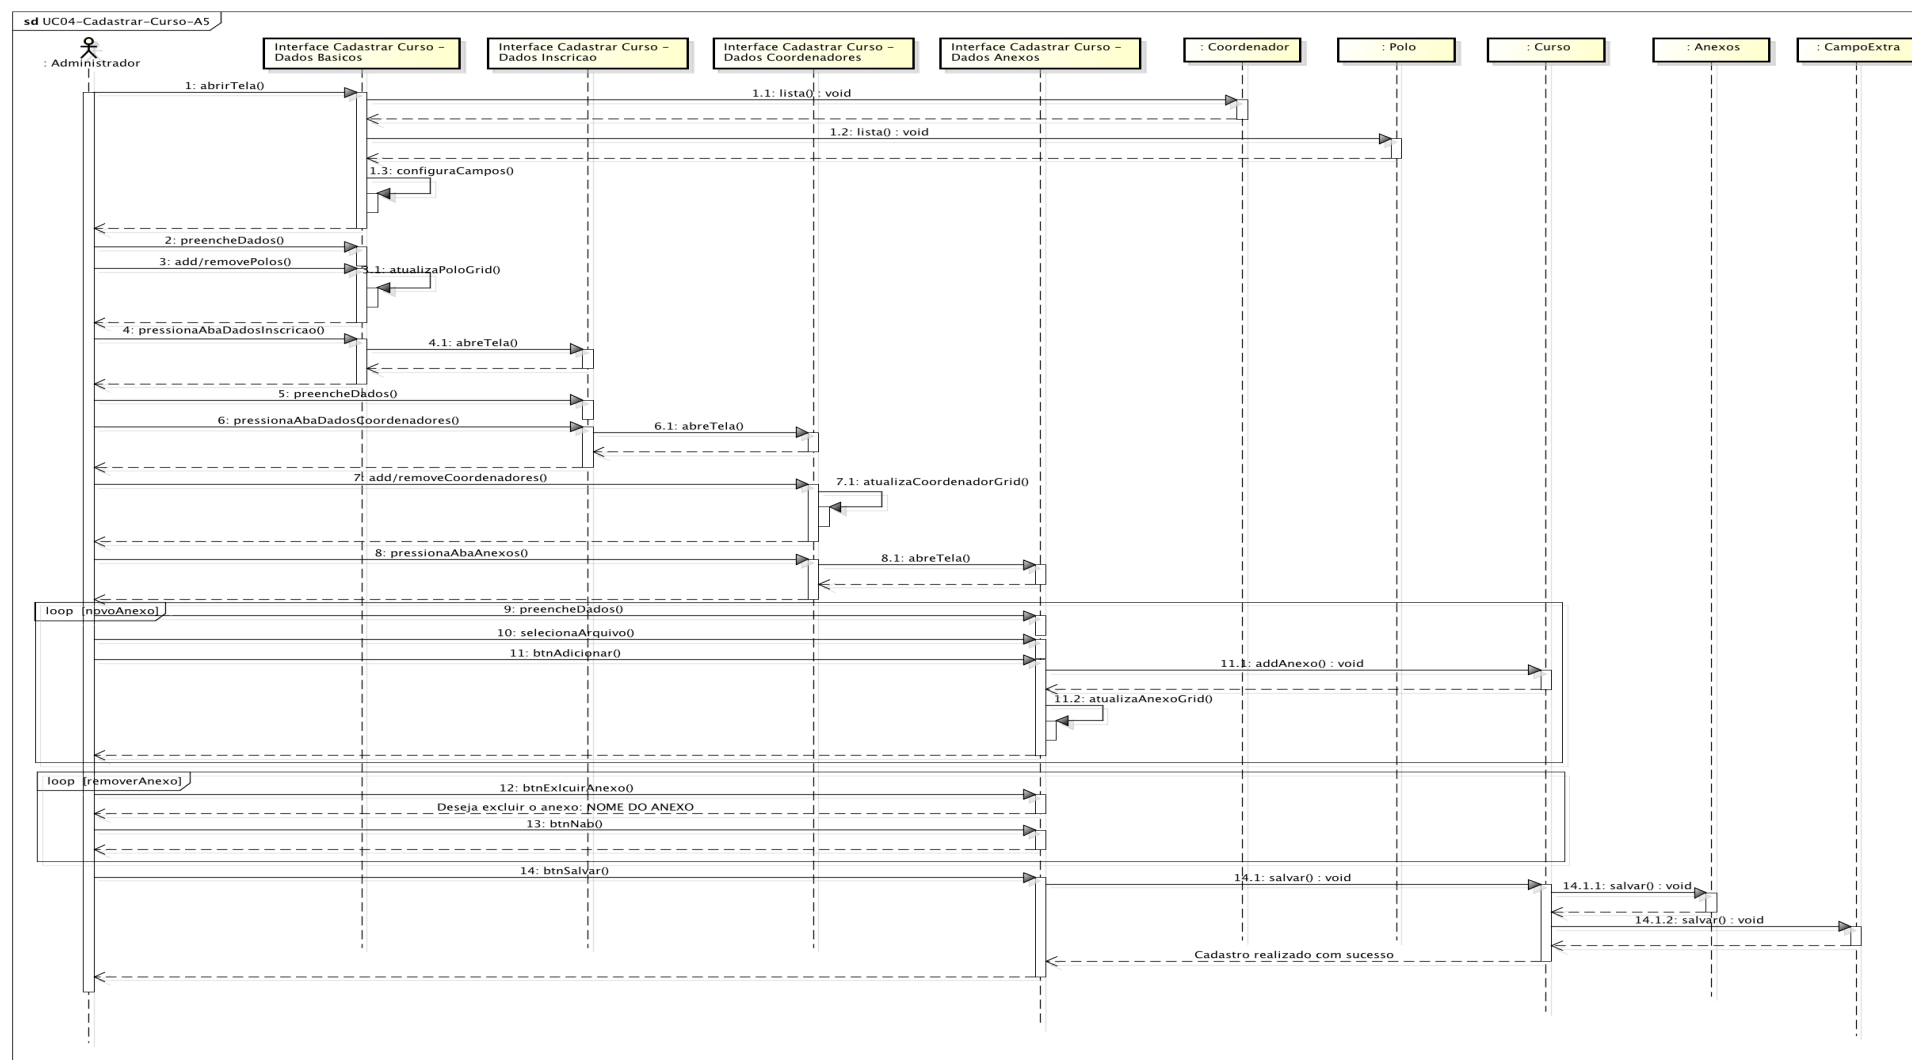 sd UC04-Cadastrar-Curso-A5
: Administrador
Interface Cadastrar Curso -
Dados Basicos
Interface Cadastrar Curso -
Dados Inscricao
Interface Cadastrar Curso -
Dados Coordenadores
Interface Cadastrar Curso -
Dados Anexos
: Coordenador
: Polo
: Curso
: Anexos
: CampoExtra
1: abrirTela()
1.1: lista() : void
1.2: lista() : void
1.3: configuraCampos()
2: preencheDados()
3: add/removePolos()
3.1: atualizaPoloGrid()
4: pressionaAbaDadosInscricao()
4.1: abreTela()
5: preencheDados()
6: pressionaAbaDadosCoordenadores()
6.1: abreTela()
7: add/removeCoordenadores()
7.1: atualizaCoordenadorGrid()
8: pressionaAbaAnexos()
8.1: abreTela()
loop [novoAnexo]
9: preencheDados()
10: selecionaArquivo()
11: btnAdicionar()
11.1: addAnexo() : void
11.2: atualizaAnexoGrid()
loop [removerAnexo]
12: btnExlcuirAnexo()
Deseja excluir o anexo: NOME DO ANEXO
13: btnNao()
14: btnSalvar()
14.1: salvar() : void
14.1.1: salvar() : void
14.1.2: salvar() : void
Cadastro realizado com sucesso